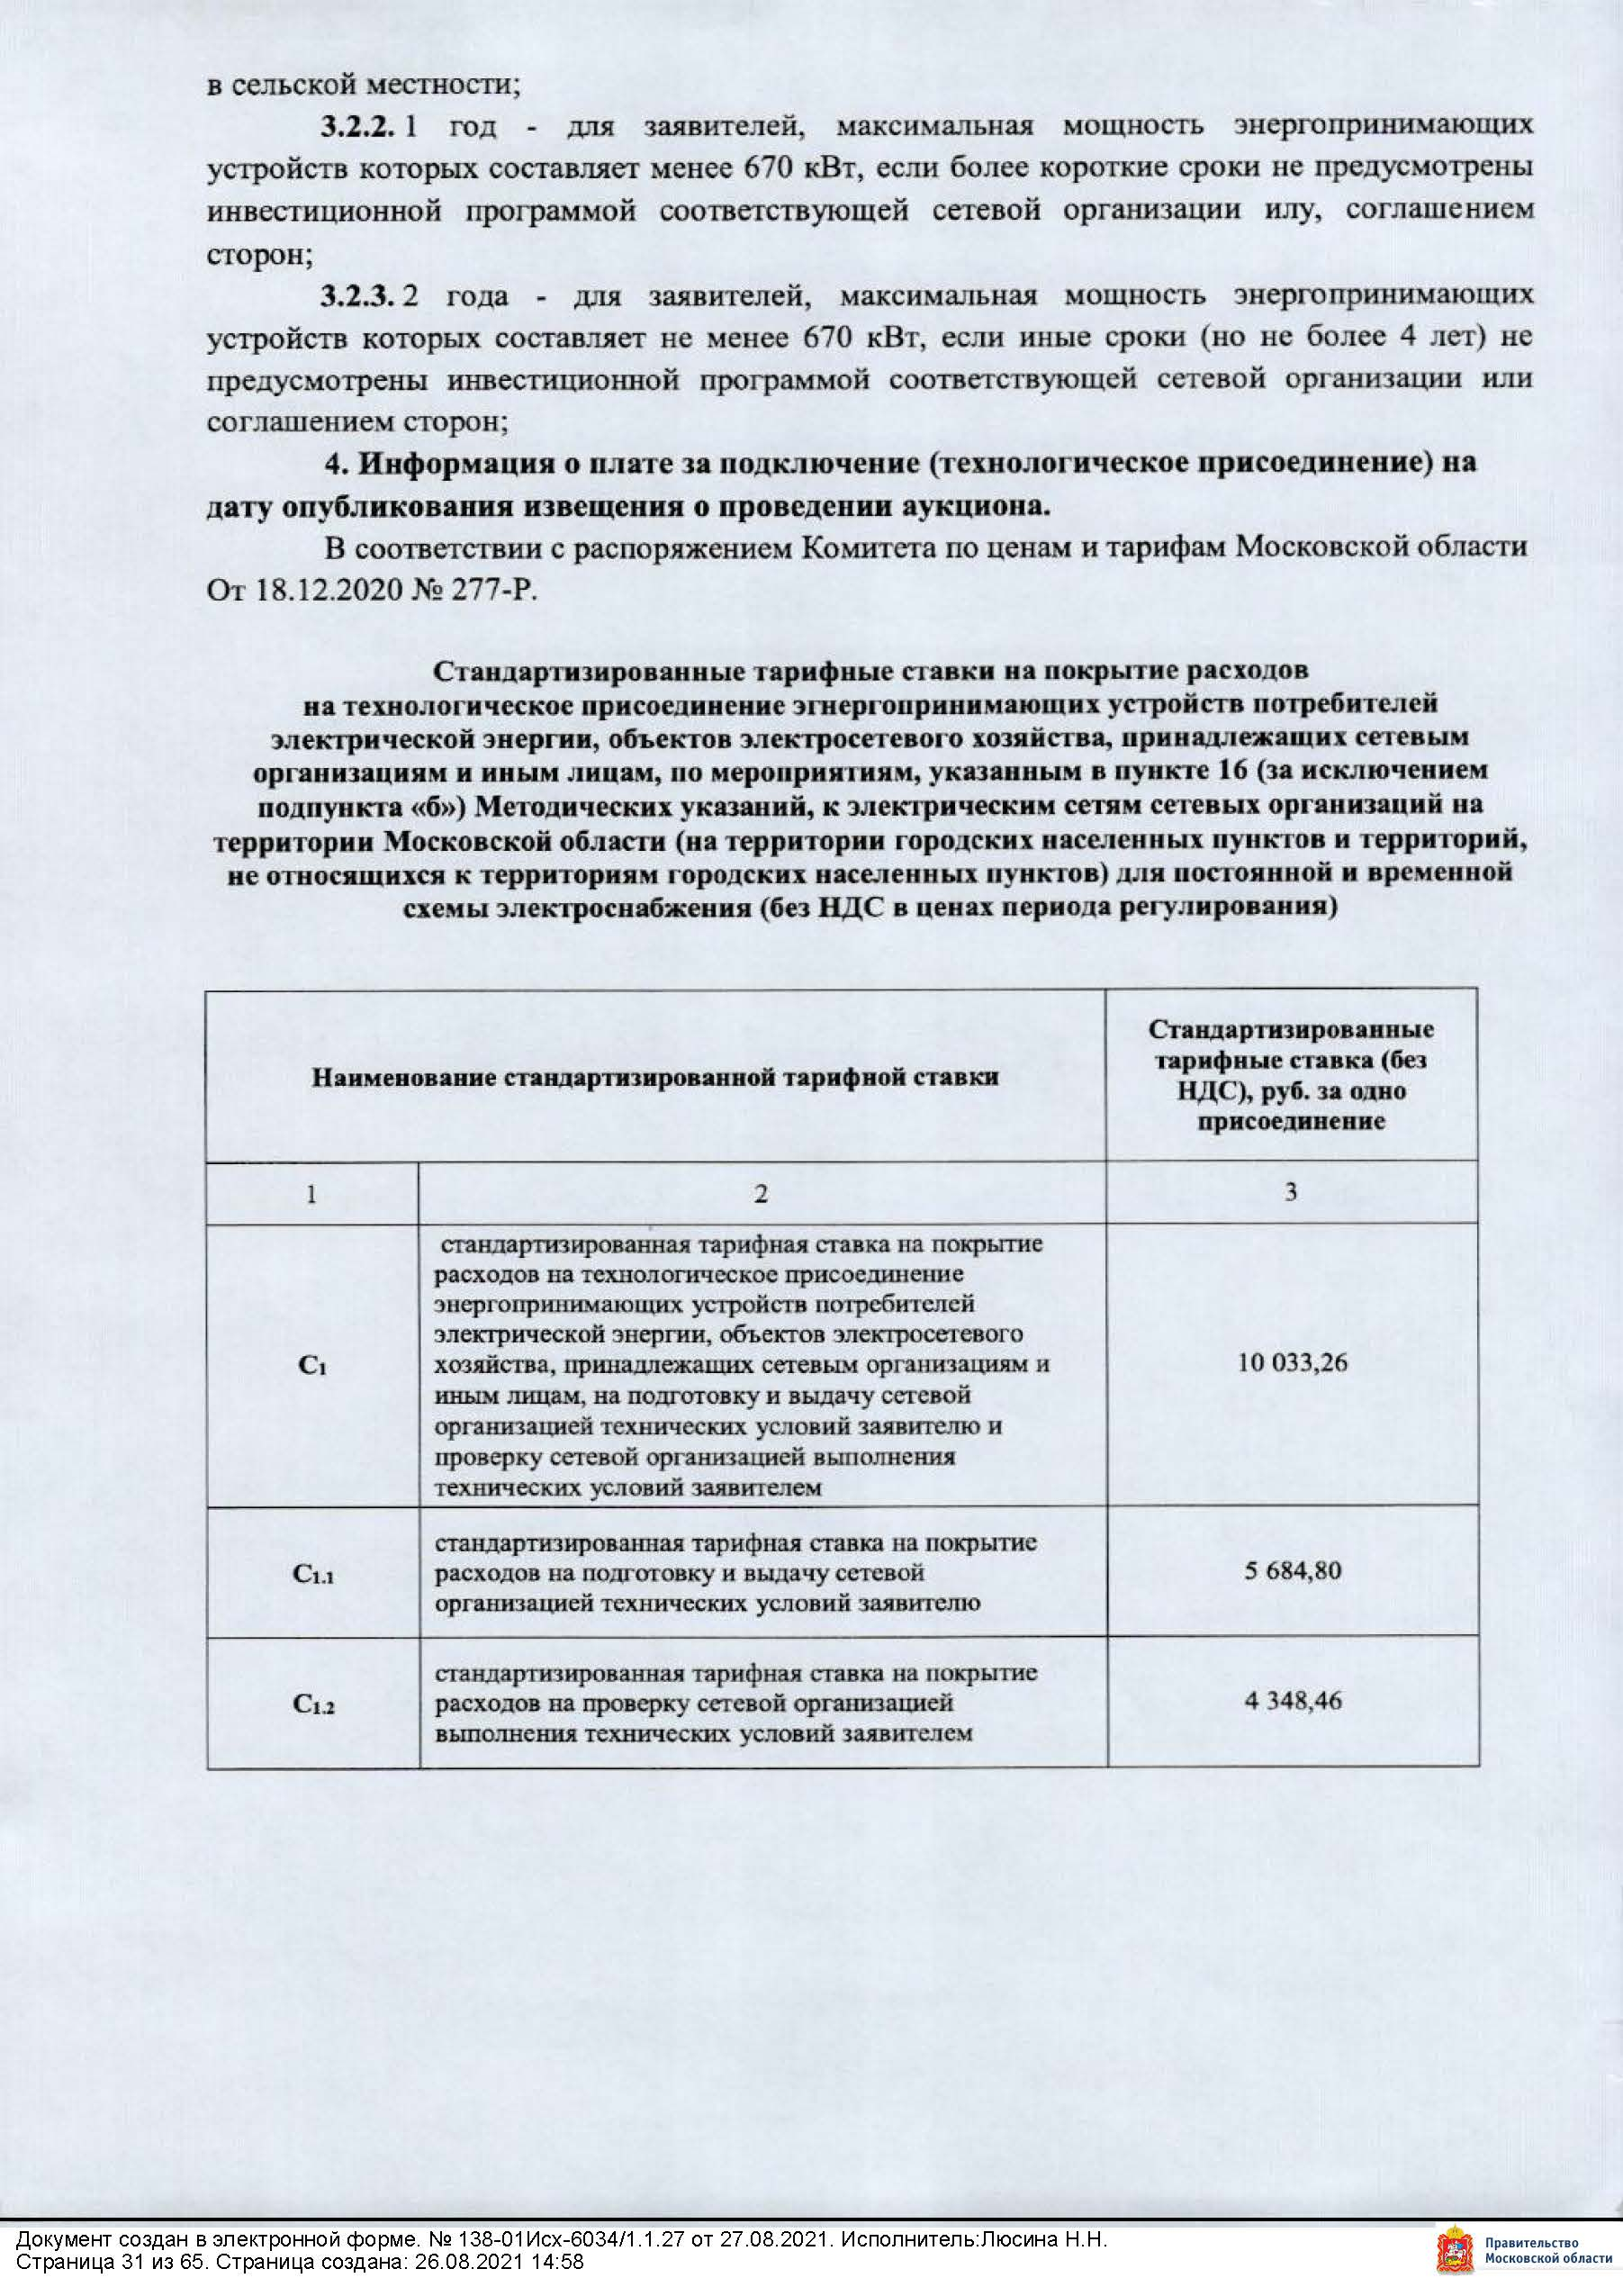 в сельской местности;
3.2.2. 1 год - для заявителей, максимальная мощность энергопринимающих
устройств которых составляет менее 670 кВт, если более короткие сроки не предусмотрены
инвестиционной программой соответствующей сетевой организации илу, соглашением
сторон;
3.2.3. 2 года - для заявителей, максимальная мощность энергопринимающих
устройств которых составляет не менее 670 кВт, если иные сроки (но не более 4 лет) не
предусмотрены инвестиционной программой соответствующей сетевой организации или
соглашением сторон;
4. Информация о плате за подключение (технологическое присоединение) на
дату опубликования извещения о проведении аукциона.
В соответствии с распоряжением Комитета по ценам и тарифам Московской области
От 18.12.2020 № 277-Р.
Стандартизированные тарифные ставки на покрытие расходов
на технологическое присоединение эгнергопринимающих устройств потребителей
электрической энергии, объектов электросетевого хозяйства, принадлежащих сетевым
организациям и иным лицам, по мероприятиям, указанным в пункте 16 (за исключением
подпункта «б») Методических указаний, к электрическим сетям сетевых организаций на
территории Московской области (на территории городских населенных пунктов и территорий,
не относящихся к территориям городских населенных пунктов) для постоянной и временной
схемы электроснабжения (без НДС в ценах периода регулирования)
Наименование стандартизированной тарифной ставки
Стандартизированные
тарифные ставка (без
НДС), руб. за одно
присоединение
1
2
3
С1
стандартизированная тарифная ставка на покрытие
расходов на технологическое присоединение
энергопринимающих устройств потребителей
электрической энергии, объектов электросетевого
хозяйства, принадлежащих сетевым организациям и
иным лицам, на подготовку и выдачу сетевой
организацией технических условий заявителю и
проверку сетевой организацией выполнения
технических условий заявителем
10 033,26
С1.1
стандартизированная тарифная ставка на покрытие
расходов на подготовку и выдачу сетевой
организацией технических условий заявителю
5 684,80
С1.2
стандартизированная тарифная ставка на покрытие
расходов на проверку сетевой организацией
выполнения технических условий заявителем
4 348,46
Документ создан в электронной форме. № 138-01Исх-6034/1.1.27 от 27.08.2021. Исполнитель:Люсина Н.Н.
Страница 31 из 65. Страница создана: 26.08.2021 14:58
Правительство
Московской области